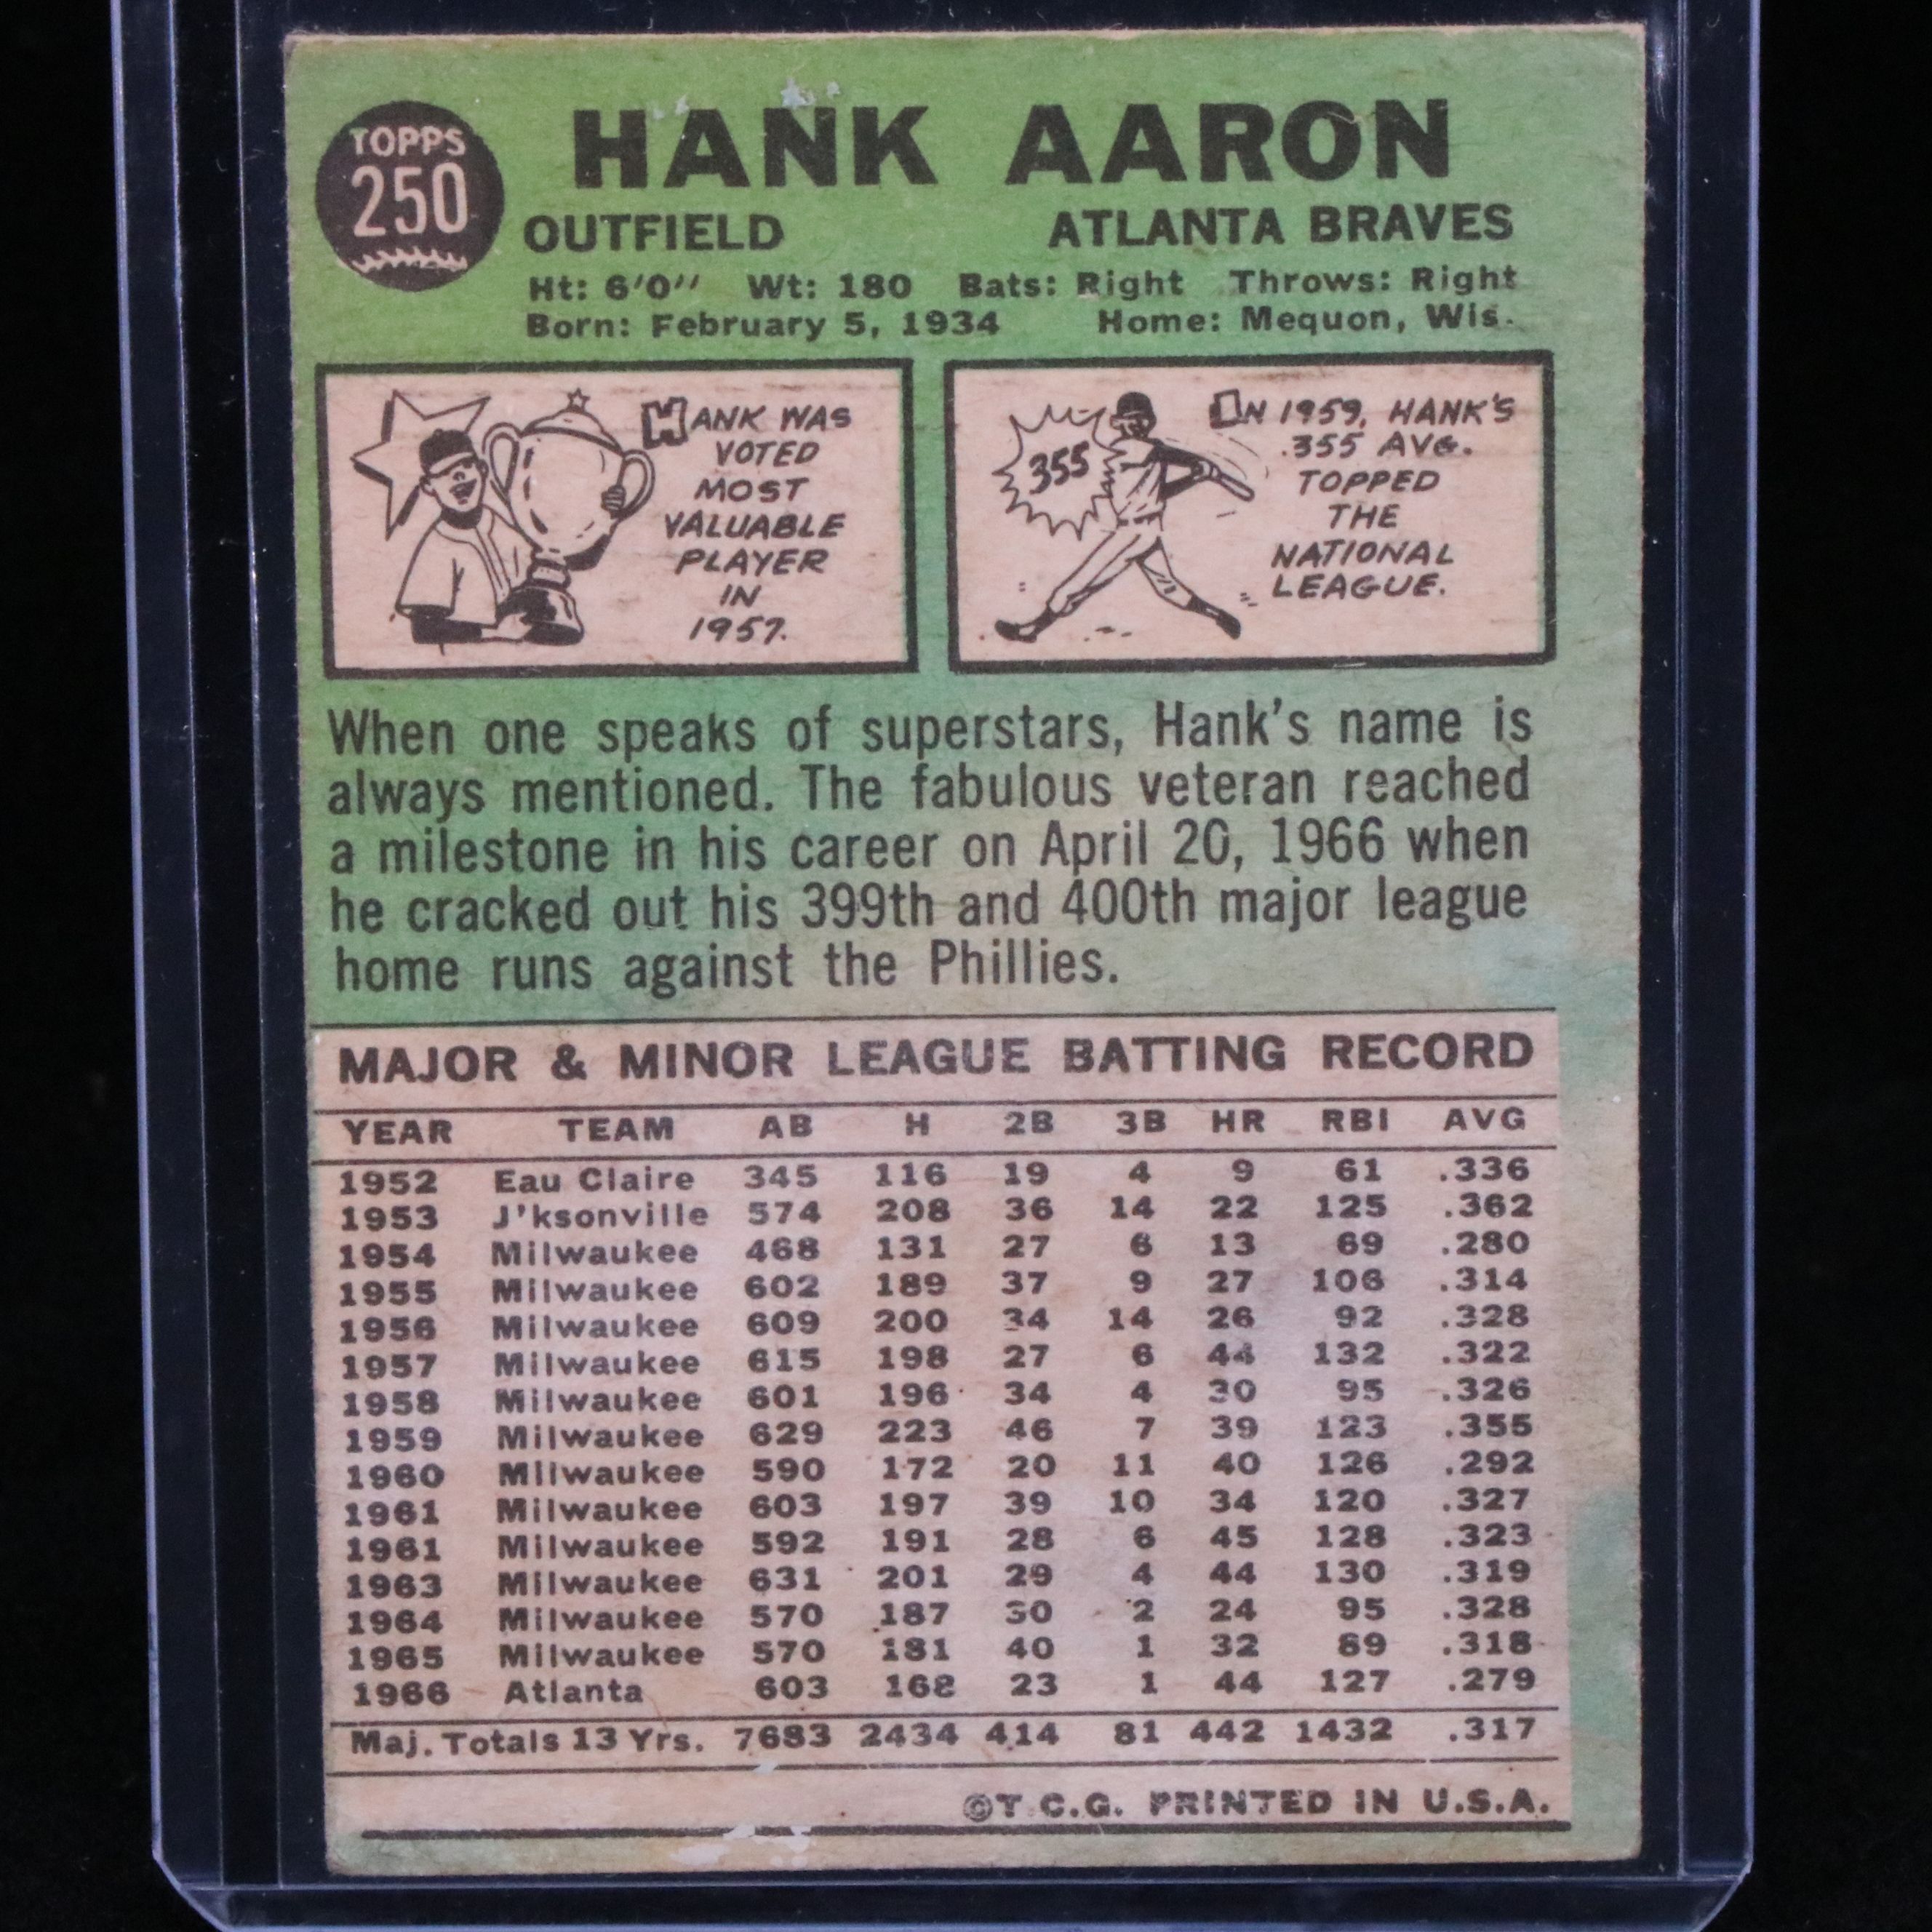 TOPPS
250
HANK AARON
OUTFIELD ATLANTA BRAVES
Ht: 6'0" Wt: 180 Bats: Right Throws: Right
Born: February 5, 1934 Home: Mequon, Wis.
HANK WAS
VOTED
MOST
VALUABLE
PLAYER
IN
1957.
355
IN 1959, HANK'S
.355 AVG.
TOPPED
THE
NATIONAL
LEAGUE.
When one speaks of superstars, Hank's name is
always mentioned. The fabulous veteran reached
a milestone in his career on April 20, 1966 when
he cracked out his 399th and 400th major league
home runs against the Phillies.
MAJOR & MINOR LEAGUE BATTING RECORD
YEAR TEAM AB H 2B 3B HR RBI AVG
1952 Eau Claire 345 116 19 4 9 61 .336
1953 J'ksonville 574 208 36 14 22 125 .362
1954 Milwaukee 468 131 27 6 13 69 .280
1955 Milwaukee 602 189 37 9 27 106 .314
1956 Milwaukee 609 200 34 14 26 92 .328
1957 Milwaukee 615 198 27 6 44 132 .322
1958 Milwaukee 601 196 34 4 30 95 .326
1959 Milwaukee 629 223 46 7 39 123 .355
1960 Milwaukee 590 172 20 11 40 126 .292
1961 Milwaukee 603 197 39 10 34 120 .327
1961 Milwaukee 592 191 28 6 45 128 .323
1963 Milwaukee 631 201 29 4 44 130 .319
1964 Milwaukee 570 187 30 2 24 95 .328
1965 Milwaukee 570 181 40 1 32 89 .318
1966 Atlanta 603 168 23 1 44 127 .279
Maj. Totals 13 Yrs. 7683 2434 414 81 442 1432 .317
©T.C.G. PRINTED IN U.S.A.